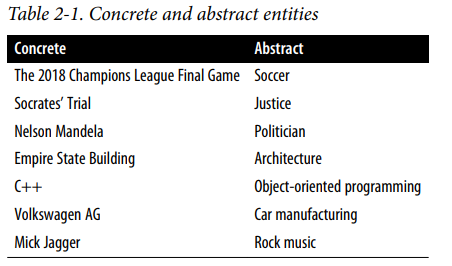 Table 2-1. Concrete and abstract entities
Concrete Abstract
The 2018 Champions League Final Game Soccer
Socrates’ Trial Justice
Nelson Mandela Politician
Empire State Building Architecture
C++ Object-oriented programming
Volkswagen AG Car manufacturing
Mick Jagger Rock music